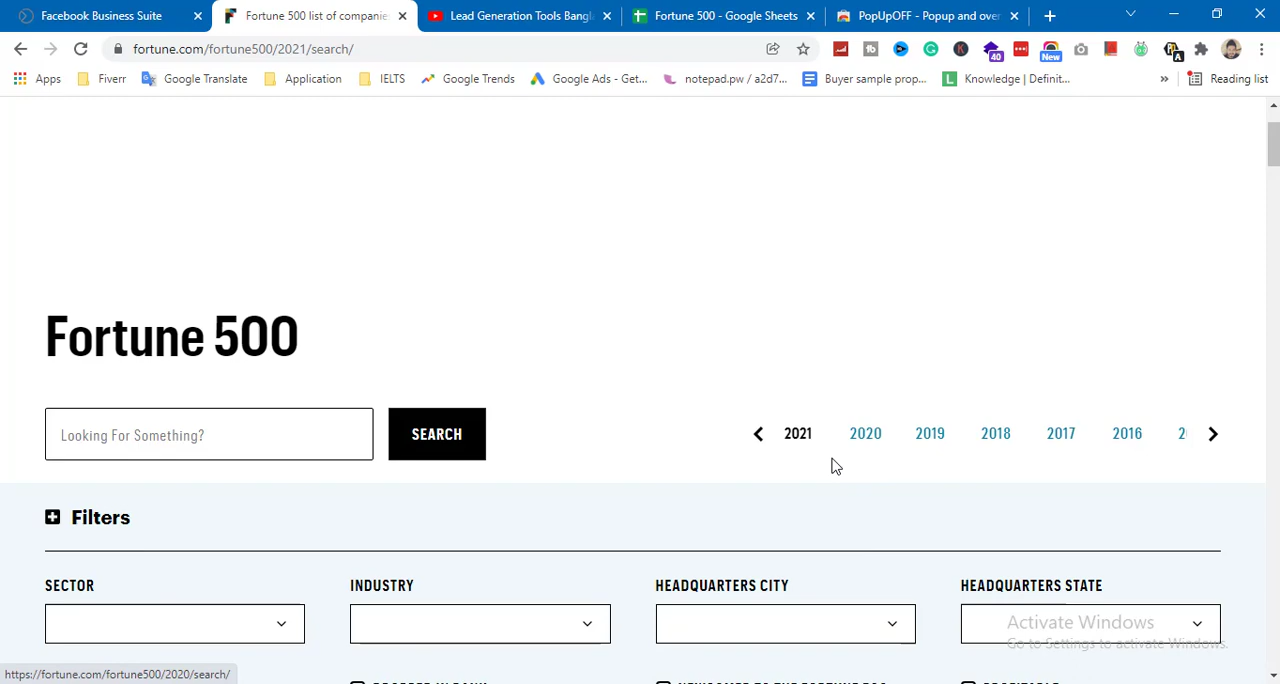 Facebook Business Suite
Fortune 500 list of companie
Lead Generation Tools Bangl
Fortune 500 - Google Sheets
PopUpOFF - Popup and over
fortune.com/fortune500/2021/search/
40
New
A
Apps
Fiverr
Google Translate
Application
IELTS
Google Trends
Google Ads - Get...
notepad.pw / a2d7...
Buyer sample prop...
L
Knowledge | Definit...
»
Reading list
Fortune 500
Looking For Something?
SEARCH
2021 2020 2019 2018 2017 2016 2
Filters
SECTOR
INDUSTRY
HEADQUARTERS CITY
HEADQUARTERS STATE
Activate Windows
Go to Settings to activate Windows.
https://fortune.com/fortune500/2020/search/